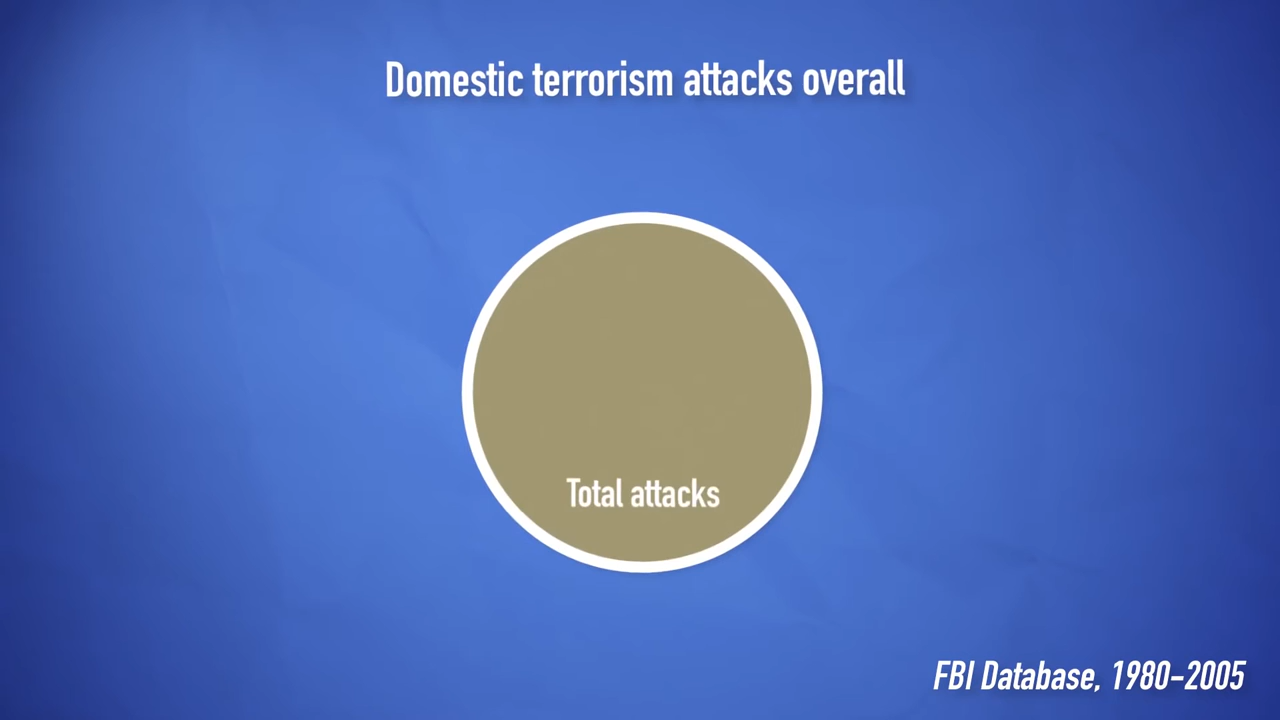 Domestic terrorism attacks overall
Total attacks
FBI Database, 1980–2005